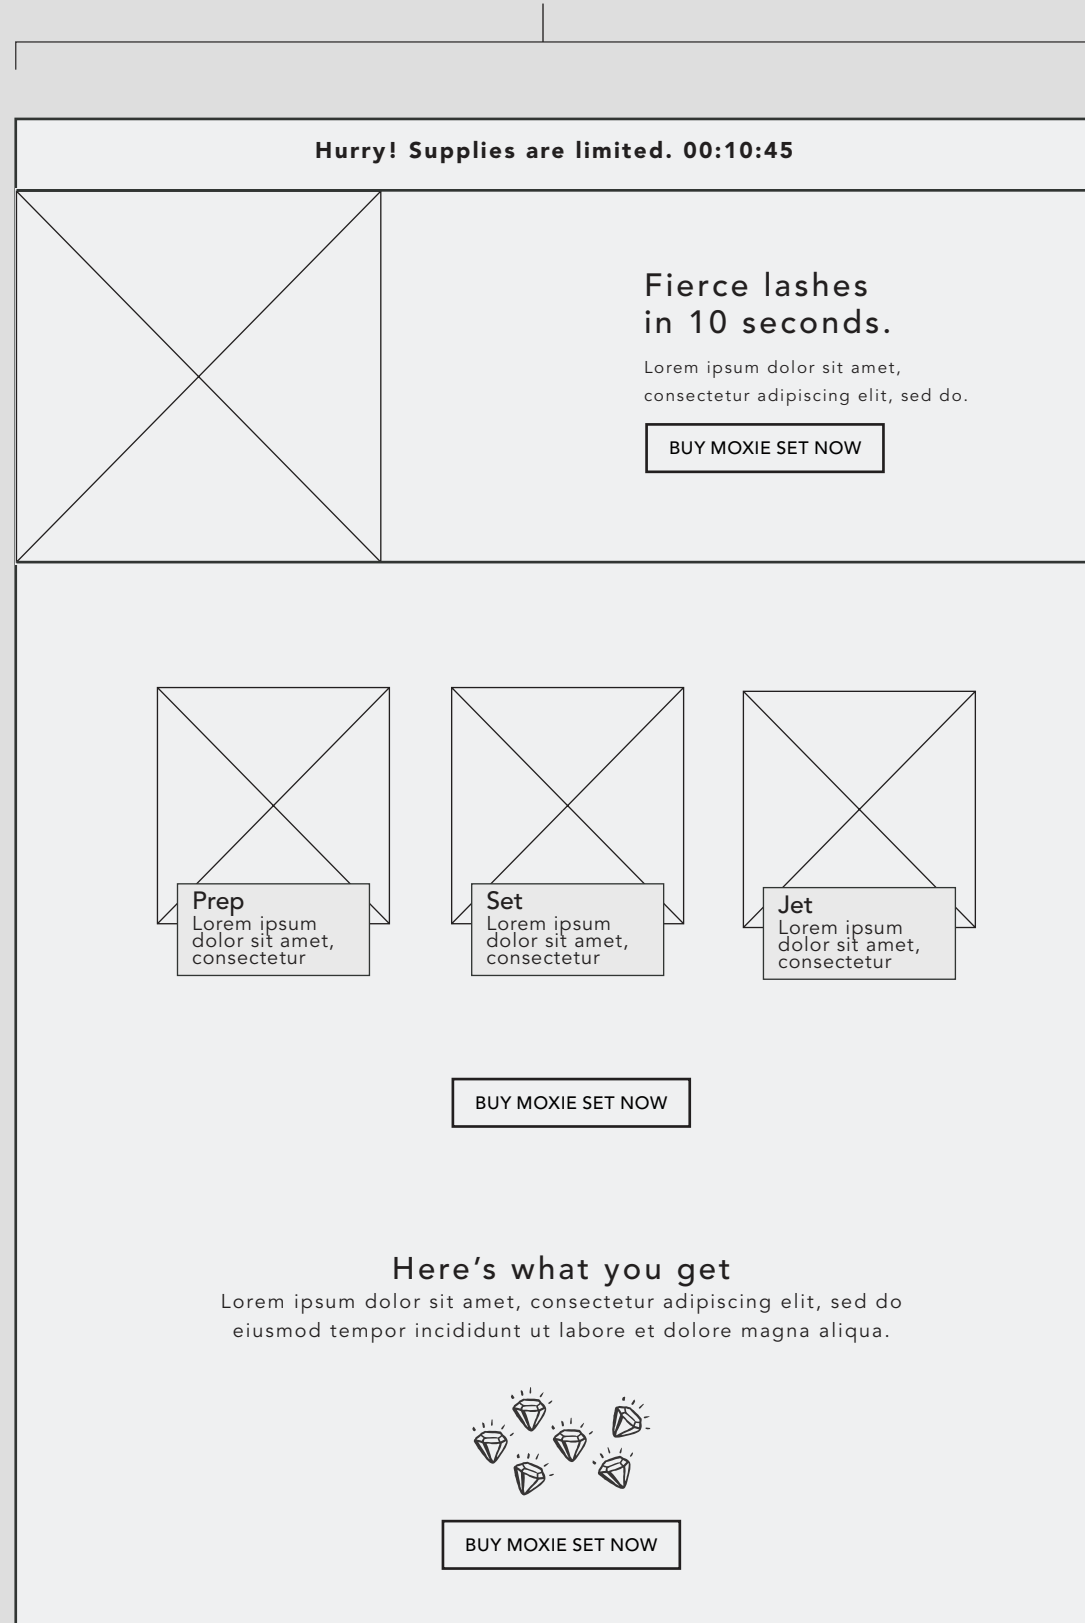 Hurry! Supplies are limited. 00:10:45
Fierce lashes
in 10 seconds.
Lorem ipsum dolor sit amet,
consectetur adipiscing elit, sed do.
BUY MOXIE SET NOW
Prep
Lorem ipsum
dolor sit amet,
consectetur
Set
Lorem ipsum
dolor sit amet,
consectetur
Jet
Lorem ipsum
dolor sit amet,
consectetur
BUY MOXIE SET NOW
Here’s what you get
Lorem ipsum dolor sit amet, consectetur adipiscing elit, sed do
eiusmod tempor incididunt ut labore et dolore magna aliqua.
BUY MOXIE SET NOW